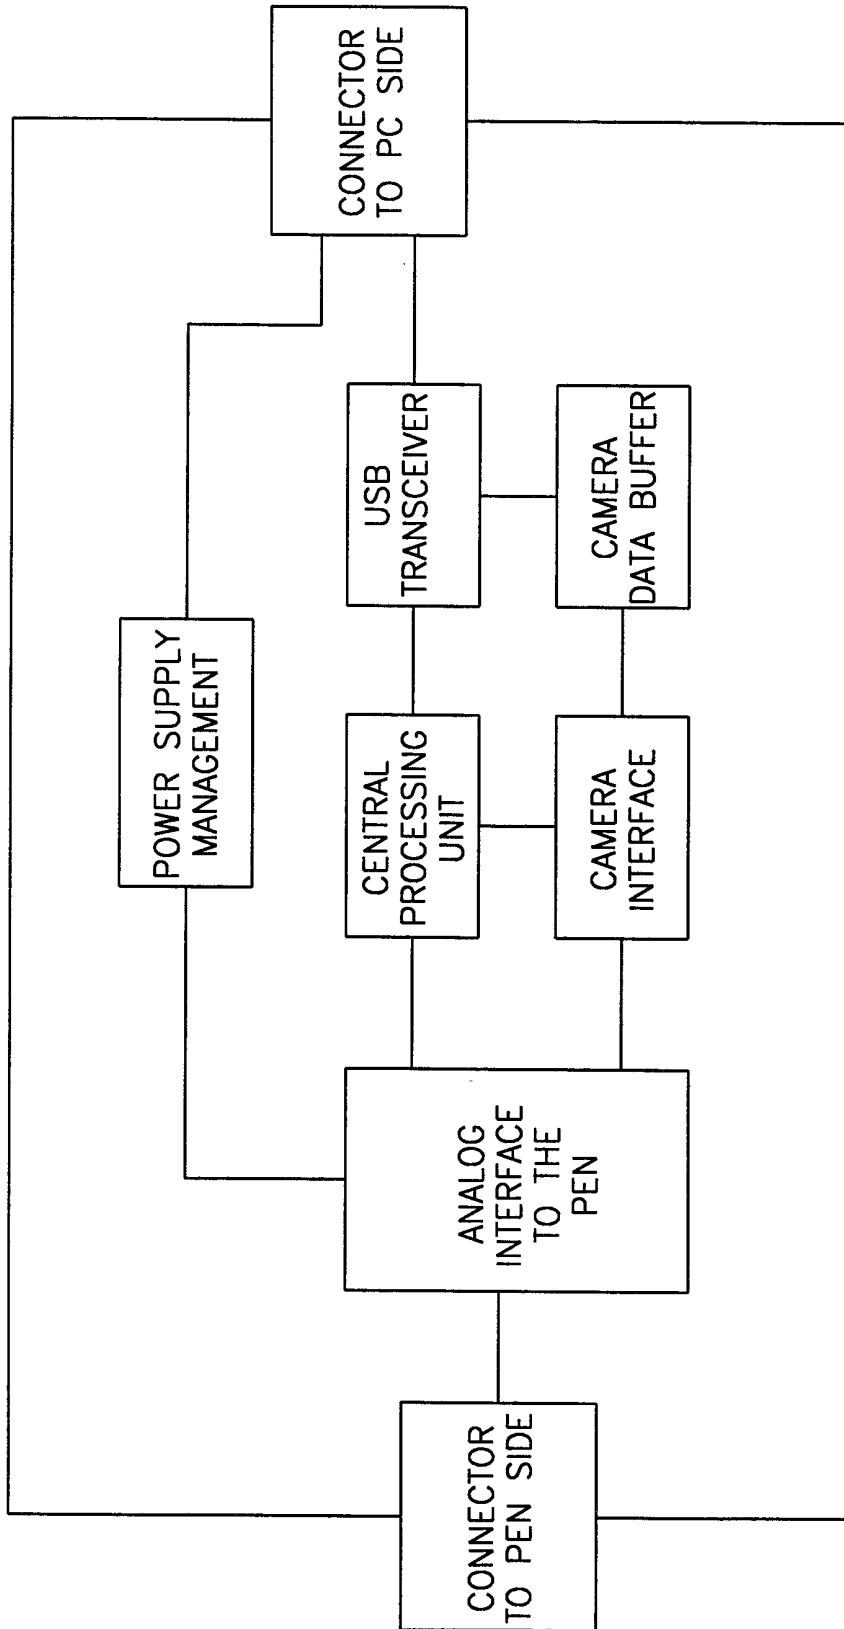 CONNECTOR
TO PEN SIDE
ANALOG
INTERFACE
TO THE
PEN
POWER SUPPLY
MANAGEMENT
CENTRAL
PROCESSING
UNIT
CAMERA
INTERFACE
USB
TRANSCEIVER
CAMERA
DATA BUFFER
CONNECTOR
TO PC SIDE